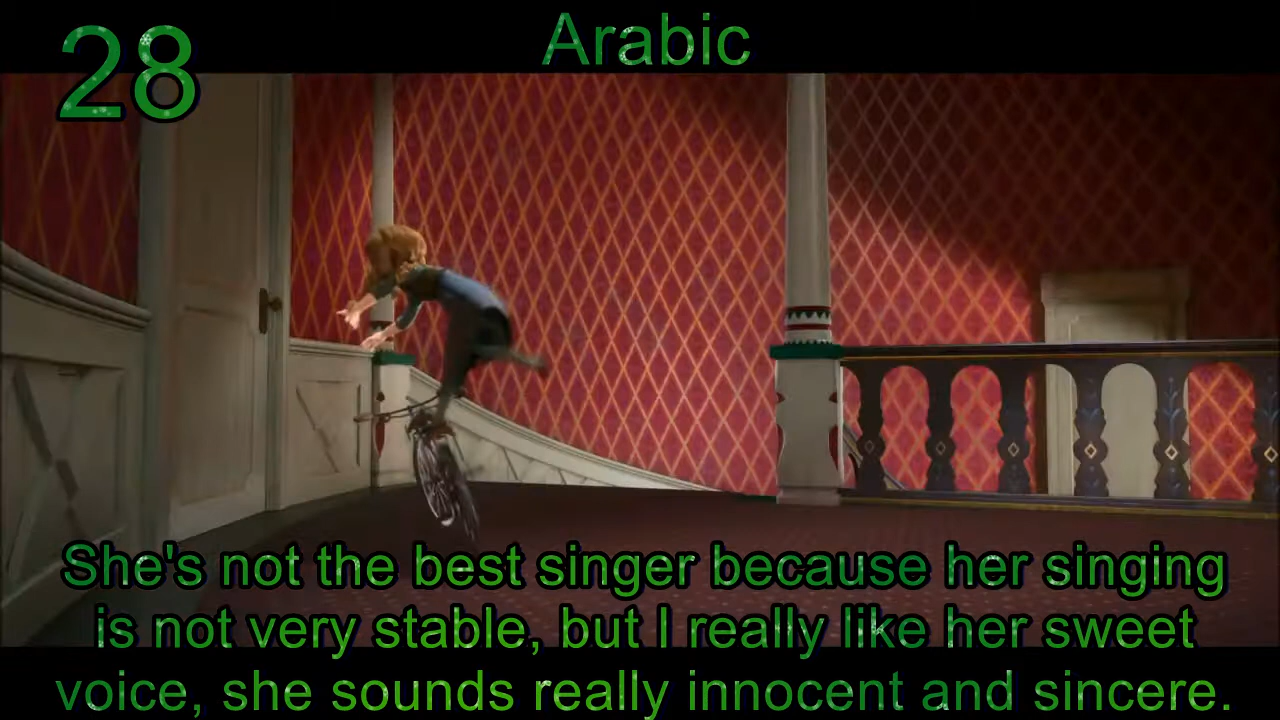 28
Arabic
She's not the best singer because her singing
is not very stable, but I really like her sweet
voice, she sounds really innocent and sincere.